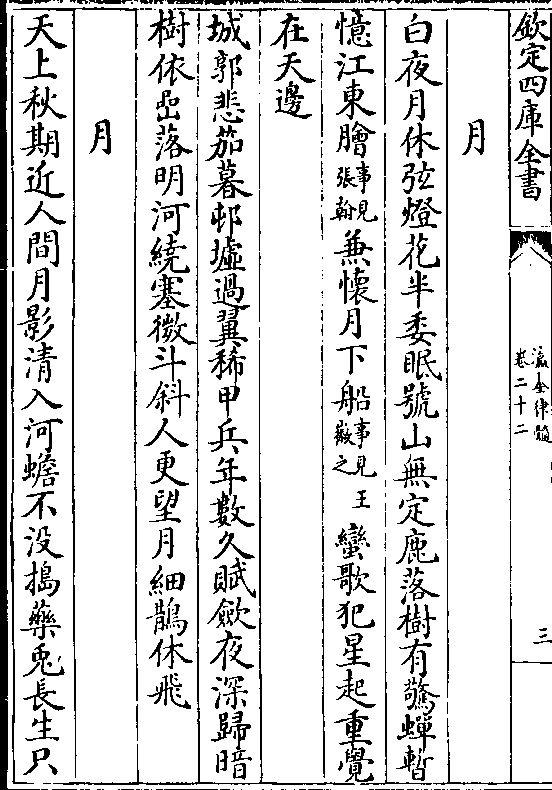 欽定四庫全書
瀛奎律髓
卷二十二
三
月
白夜月休弦燈花半委眠號山無定鹿落樹有驚蟬暫
憶江東膾事見張翰兼懷月下船事見王徽之蠻歌犯星起重覺
在天邊
城郭悲笳暮邨墟過翼稀甲兵年數久賦斂夜深歸暗
樹依巖落明河繞塞微斗斜人更望月細鵲休飛
月
天上秋期近人間月影清入河蟾不没搗藥兎長生只